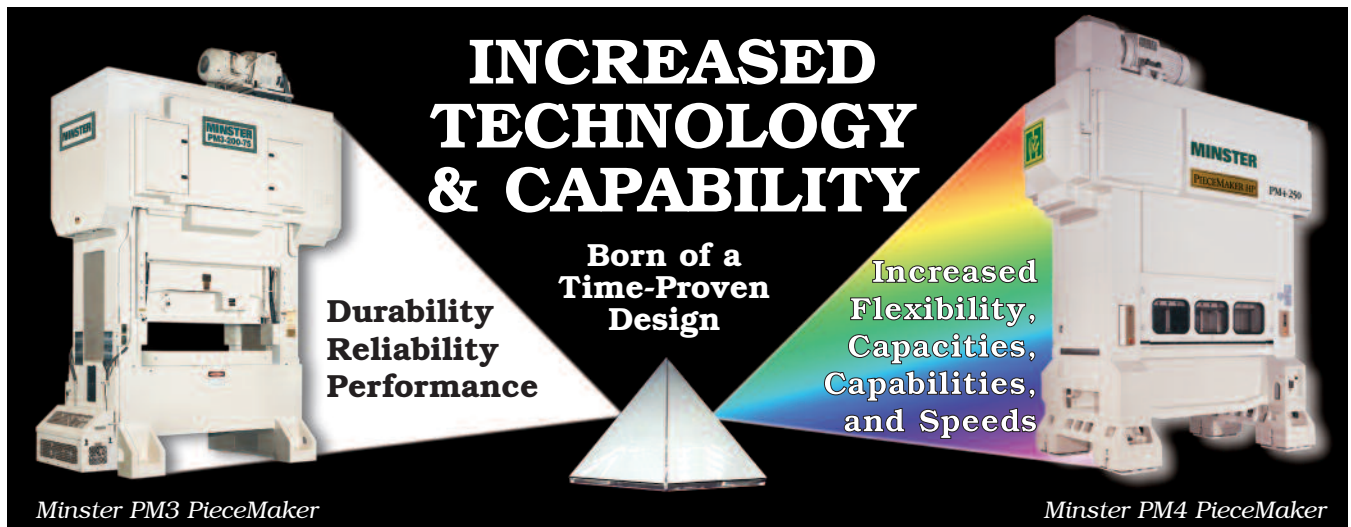 INCREASED
TECHNOLOGY
& CAPABILITY
Born of a
Time-Proven
Design
MINSTER
MINSTER
PM3-200-75
Durability
Reliability
Performance
Minster PM3 PieceMaker
MINSTER
PIECEMAKER HP
PM4-250
Increased
Flexibility,
Capacities,
Capabilities,
and Speeds
Minster PM4 PieceMaker